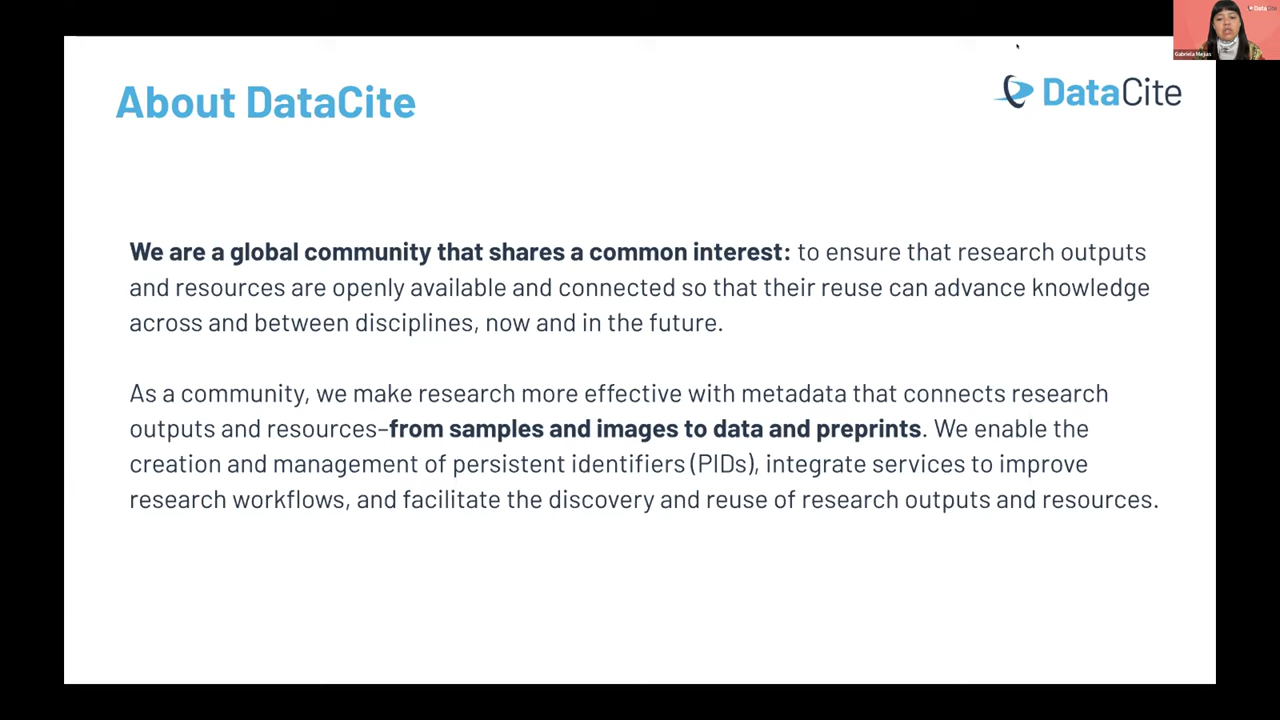 About DataCite
DataCite
We are a global community that shares a common interest: to ensure that research outputs
and resources are openly available and connected so that their reuse can advance knowledge
across and between disciplines, now and in the future.
As a community, we make research more effective with metadata that connects research
outputs and resources–from samples and images to data and preprints. We enable the
creation and management of persistent identifiers (PIDs), integrate services to improve
research workflows, and facilitate the discovery and reuse of research outputs and resources.
DataCite
Gabriela Mejias